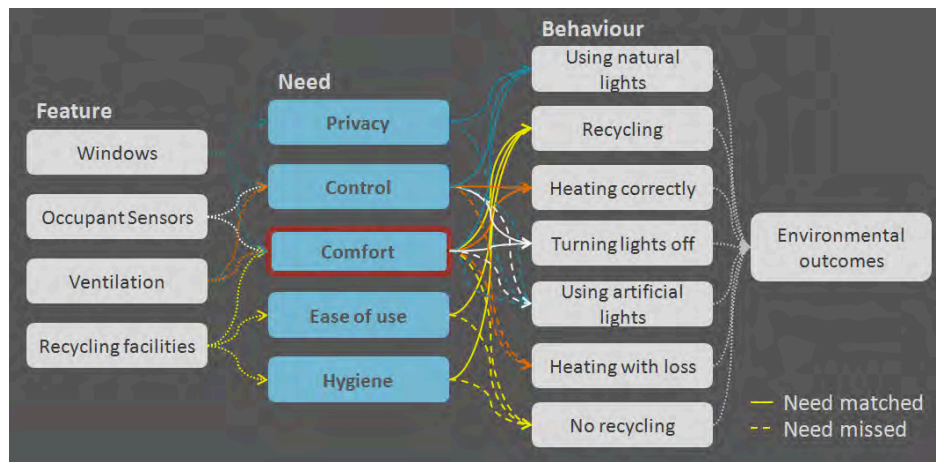 Feature
Windows
Occupant Sensors
Ventilation
Recycling facilities
Need
Privacy
Control
Comfort
Ease of use
Hygiene
Behaviour
Using natural
lights
Recycling
Heating correctly
Turning lights off
Using artificial
lights
Heating with loss
No recycling
Environmental
outcomes
Need matched
Need missed